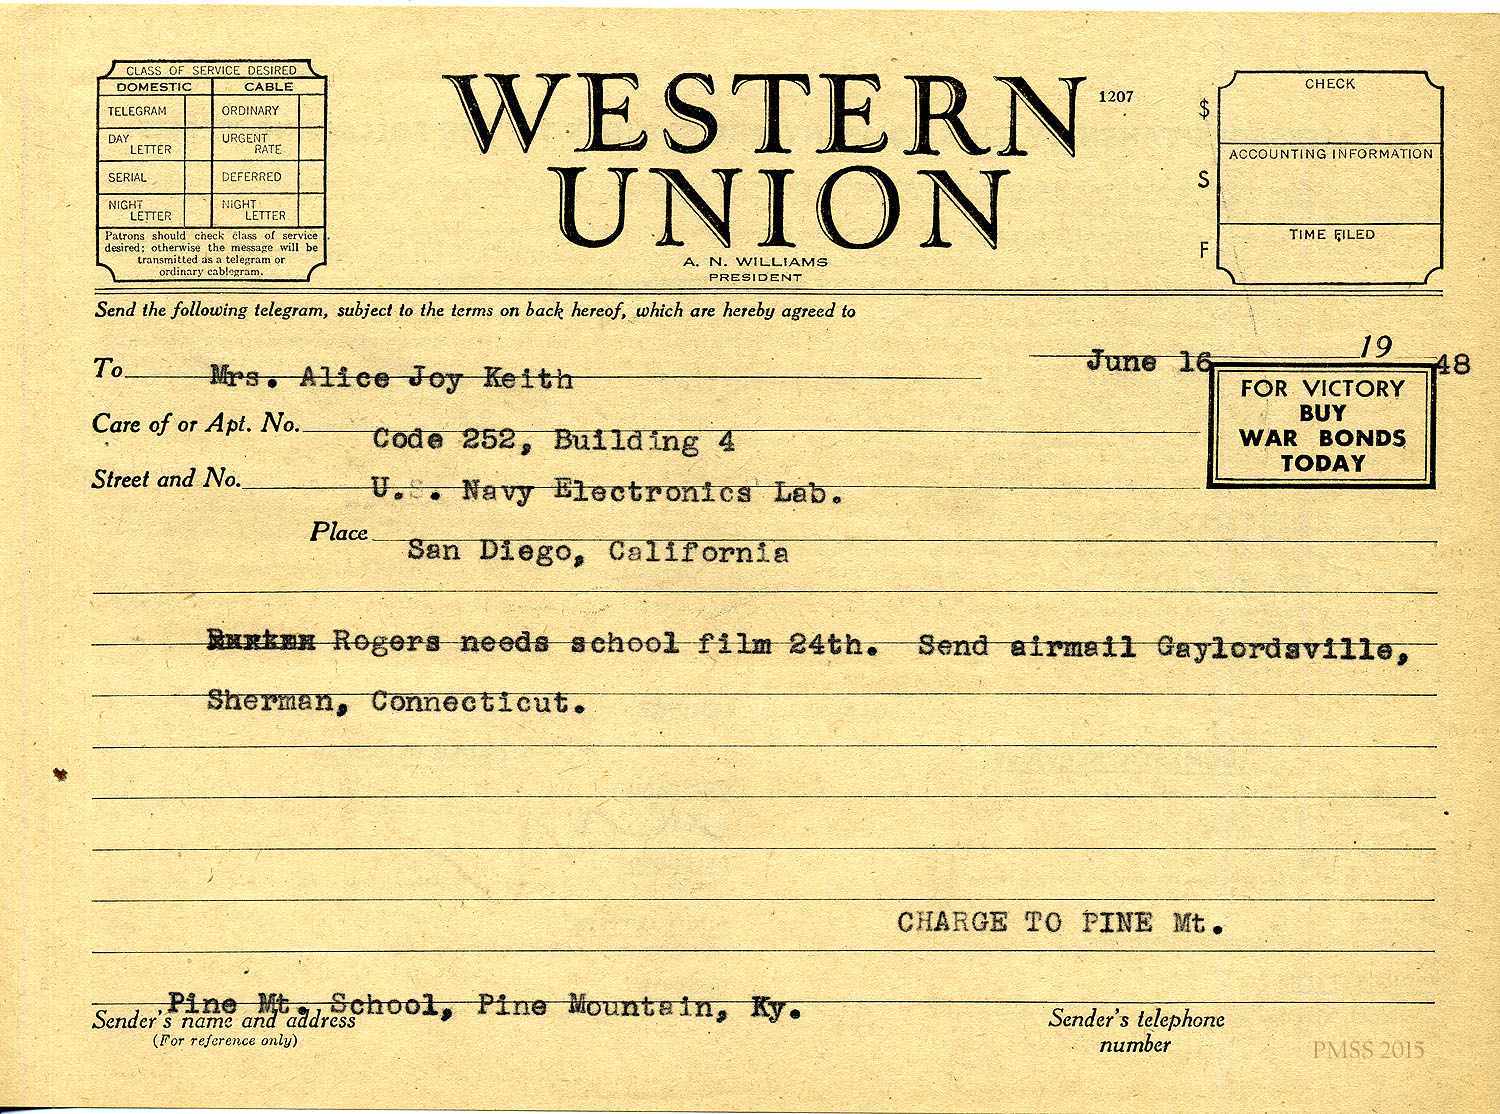 CLASS OF SERVICE DESIRED
DOMESTIC CABLE
TELEGRAM ORDINARY
DAY LETTER URGENT RATE
SERIAL DEFERRED
NIGHT LETTER NIGHT LETTER
Patrons should check class of service
desired; otherwise the message will be
transmitted as a telegram or
ordinary cablegram.
WESTERN
UNION
1207
A. N. WILLIAMS
PRESIDENT
$
S
F
CHECK
ACCOUNTING INFORMATION
TIME FILED
Send the following telegram, subject to the terms on back hereof, which are hereby agreed to
June 16 19 48
To Mrs. Alice Joy Keith
Care of or Apt. No. Code 252, Building 4
Street and No. U.S. Navy Electronics Lab.
Place San Diego, California
FOR VICTORY
BUY
WAR BONDS
TODAY
Rogers needs school film 24th. Send airmail Gaylordsville,
Sherman, Connecticut.
CHARGE TO PINE Mt.
Pine Mt. School, Pine Mountain, Ky.
Sender's name and address
(For reference only)
Sender's telephone
number
PMSS 2015